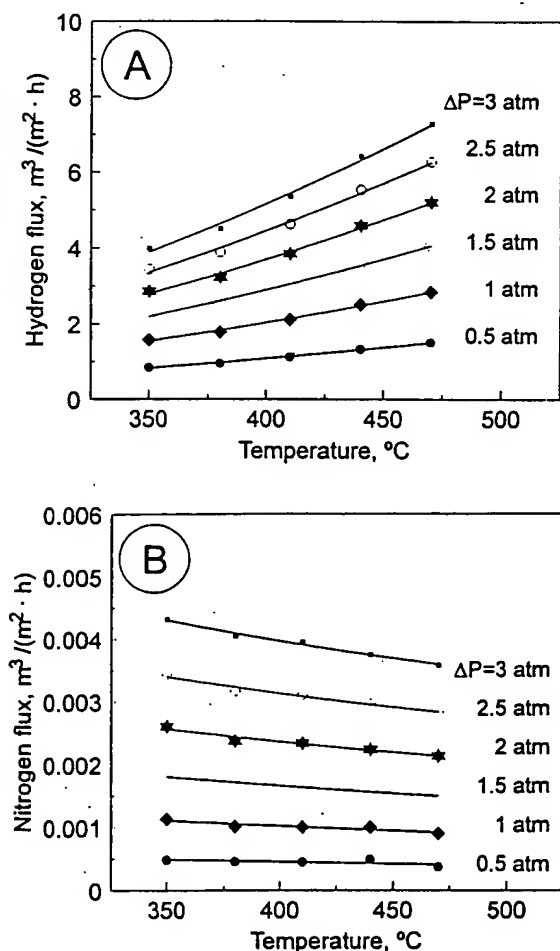 A
10
8
6
4
2
0
Hydrogen flux, m³/(m² · h)
ΔP=3 atm
2.5 atm
2 atm
1.5 atm
1 atm
0.5 atm
350 400 450 500
Temperature, ºC
B
0.006
0.005
0.004
0.003
0.002
0.001
0
Nitrogen flux, m³/(m² · h)
ΔP=3 atm
2.5 atm
2 atm
1.5 atm
1 atm
0.5 atm
350 400 450 500
Temperature, ºC